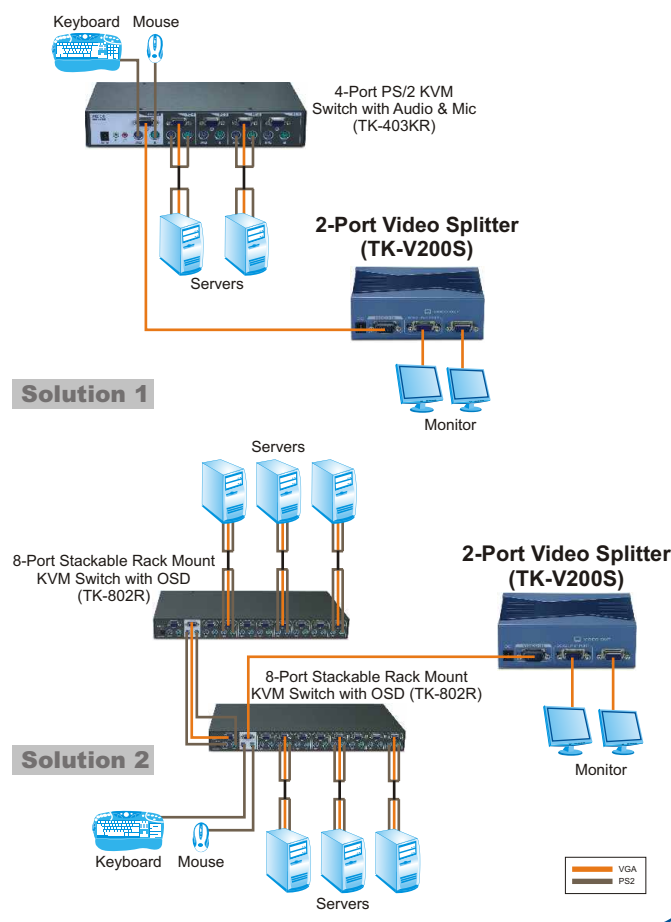 Keyboard Mouse
4-Port PS/2 KVM
Switch with Audio & Mic
(TK-403KR)
2-Port Video Splitter
(TK-V200S)
Servers
Monitor
Solution 1
Servers
8-Port Stackable Rack Mount
KVM Switch with OSD
(TK-802R)
2-Port Video Splitter
(TK-V200S)
8-Port Stackable Rack Mount
KVM Switch with OSD (TK-802R)
Solution 2
Monitor
Keyboard Mouse
Servers
VGA
PS2